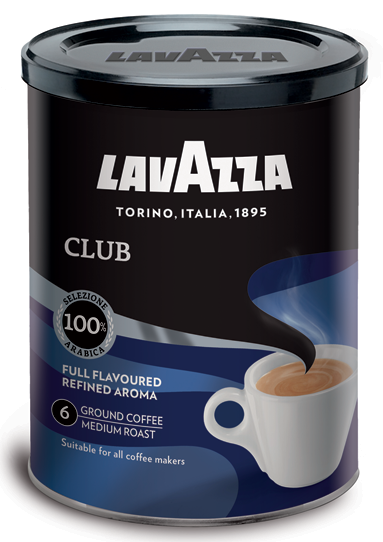 LAVAZZA
LAVAZZA
TORINO, ITALIA, 1895
CLUB
SELEZIONE
100%
ARABICA
FULL FLAVOURED
REFINED AROMA
6 GROUND COFFEE
MEDIUM ROAST
Suitable for all coffee makers